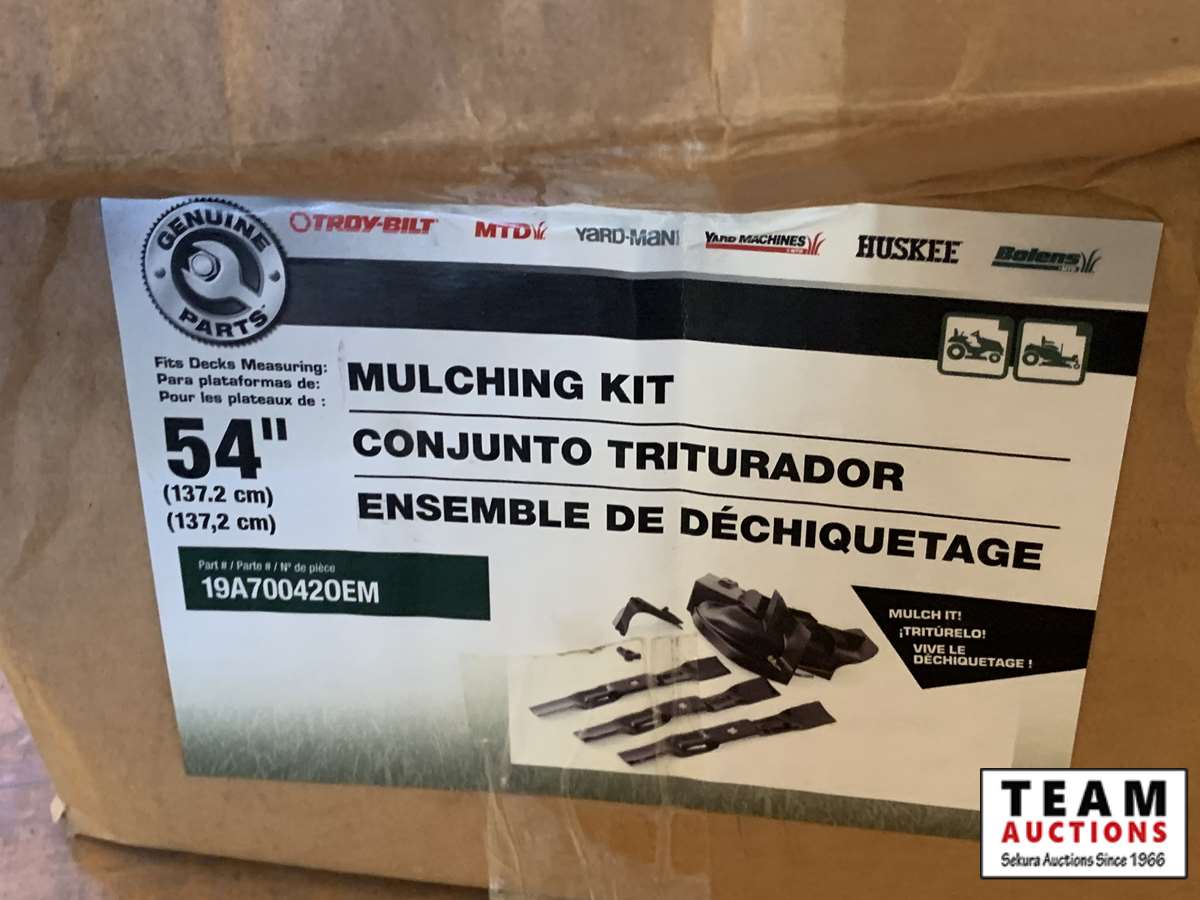 GENUINE
PARTS
TROY-BILT
MTD
YARD-MAN
YARD MACHINES
HUSKEE
Bolens
Fits Decks Measuring:
Para plataformas de:
Pour les plateaux de :
54"
(137.2 cm)
(137,2 cm)
MULCHING KIT
CONJUNTO TRITURADOR
ENSEMBLE DE DÉCHIQUETAGE
Part # / Parte # / N° de pièce
19A70042OEM
MULCH IT!
¡TRITÚRELO!
VIVE LE
DÉCHIQUETAGE !
TEAM
AUCTIONS
Sekura Auctions Since 1966